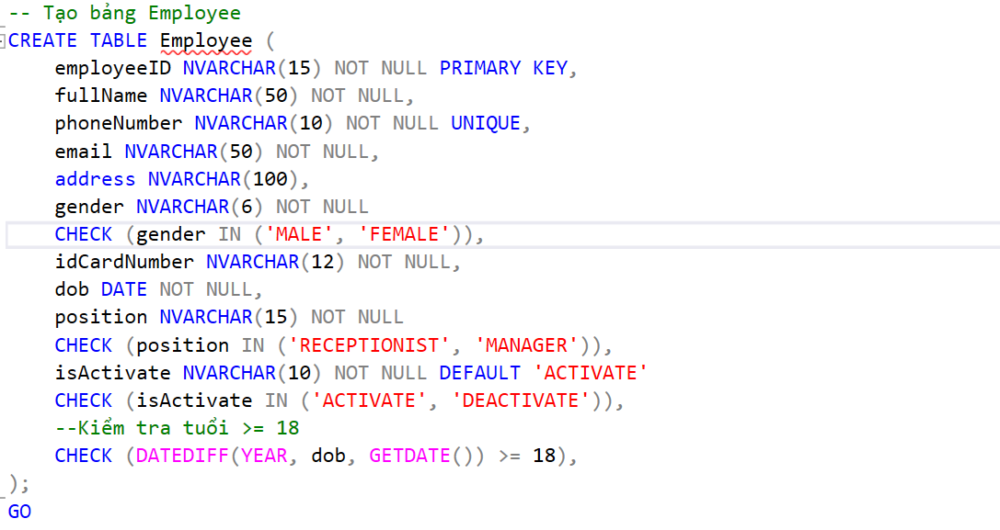 -- Tạo bảng Employee
CREATE TABLE Employee (
    employeeID NVARCHAR(15) NOT NULL PRIMARY KEY,
    fullName NVARCHAR(50) NOT NULL,
    phoneNumber NVARCHAR(10) NOT NULL UNIQUE,
    email NVARCHAR(50) NOT NULL,
    address NVARCHAR(100),
    gender NVARCHAR(6) NOT NULL
    CHECK (gender IN ('MALE', 'FEMALE')),
    idCardNumber NVARCHAR(12) NOT NULL,
    dob DATE NOT NULL,
    position NVARCHAR(15) NOT NULL
    CHECK (position IN ('RECEPTIONIST', 'MANAGER')),
    isActivate NVARCHAR(10) NOT NULL DEFAULT 'ACTIVATE'
    CHECK (isActivate IN ('ACTIVATE', 'DEACTIVATE')),
    --Kiểm tra tuổi >= 18
    CHECK (DATEDIFF(YEAR, dob, GETDATE()) >= 18),
);
GO